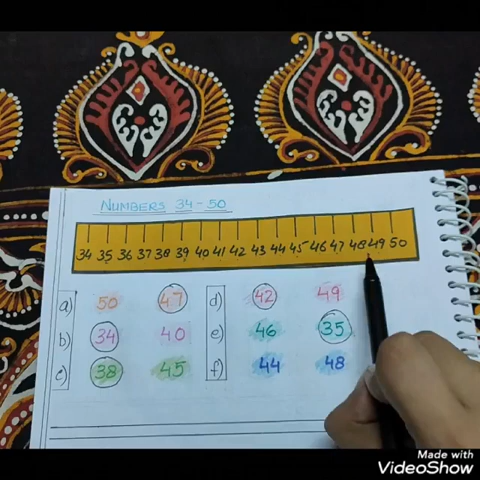 NUMBERS 34-50
34 35 36 37 38 39 40 41 42 43 44 45 46 47 48 49 50
a) 50 47 d) 42 49
b) 34 40 e) 46 35
c) 38 45 f) 44 48
Made with
VideoShow